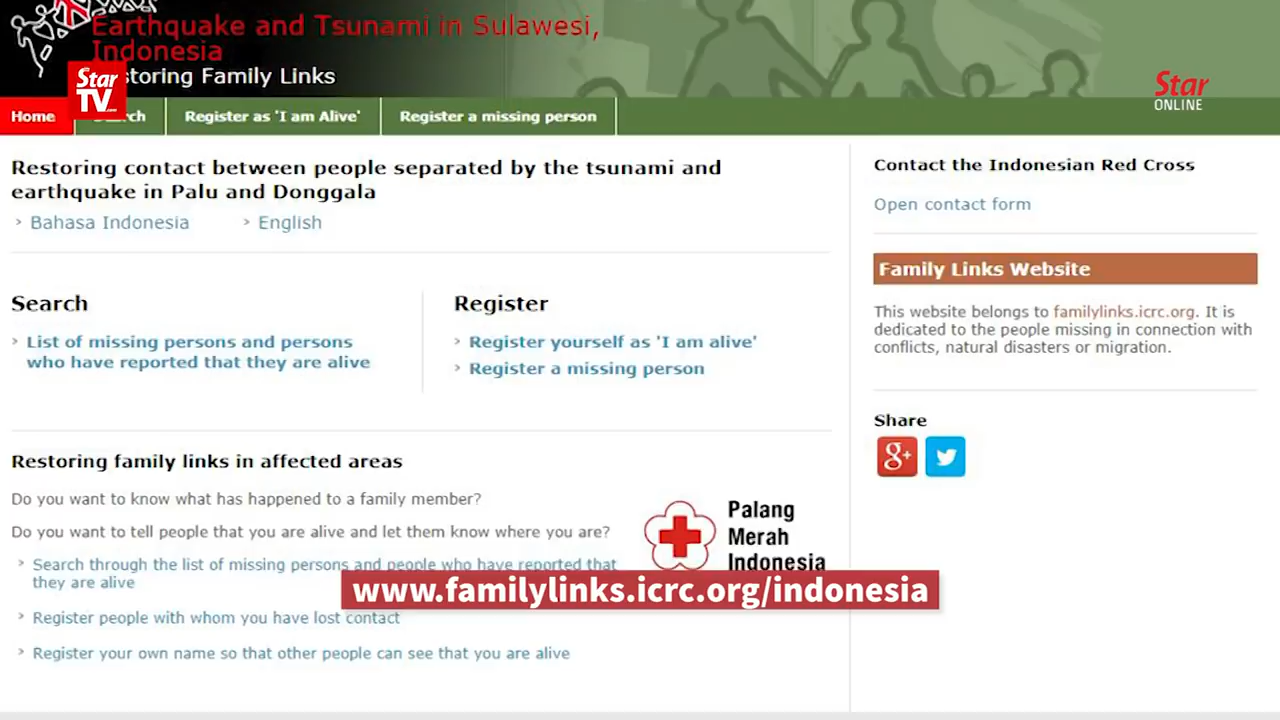 Earthquake and Tsunami in Sulawesi,
Indonesia
storing Family Links
Star
TV
Star
ONLINE
Home
rch
Register as 'I am Alive'
Register a missing person
Restoring contact between people separated by the tsunami and
earthquake in Palu and Donggala
Bahasa Indonesia
English
Search
List of missing persons and persons
who have reported that they are alive
Register
Register yourself as 'I am alive'
Register a missing person
Restoring family links in affected areas
Do you want to know what has happened to a family member?
Do you want to tell people that you are alive and let them know where you are?
Search through the list of missing persons and people who have reported that
they are alive
Register people with whom you have lost contact
Register your own name so that other people can see that you are alive
Palang
Merah
Indonesia
www.familylinks.icrc.org/indonesia
Contact the Indonesian Red Cross
Open contact form
Family Links Website
This website belongs to familylinks.icrc.org. It is
dedicated to the people missing in connection with
conflicts, natural disasters or migration.
Share
g+